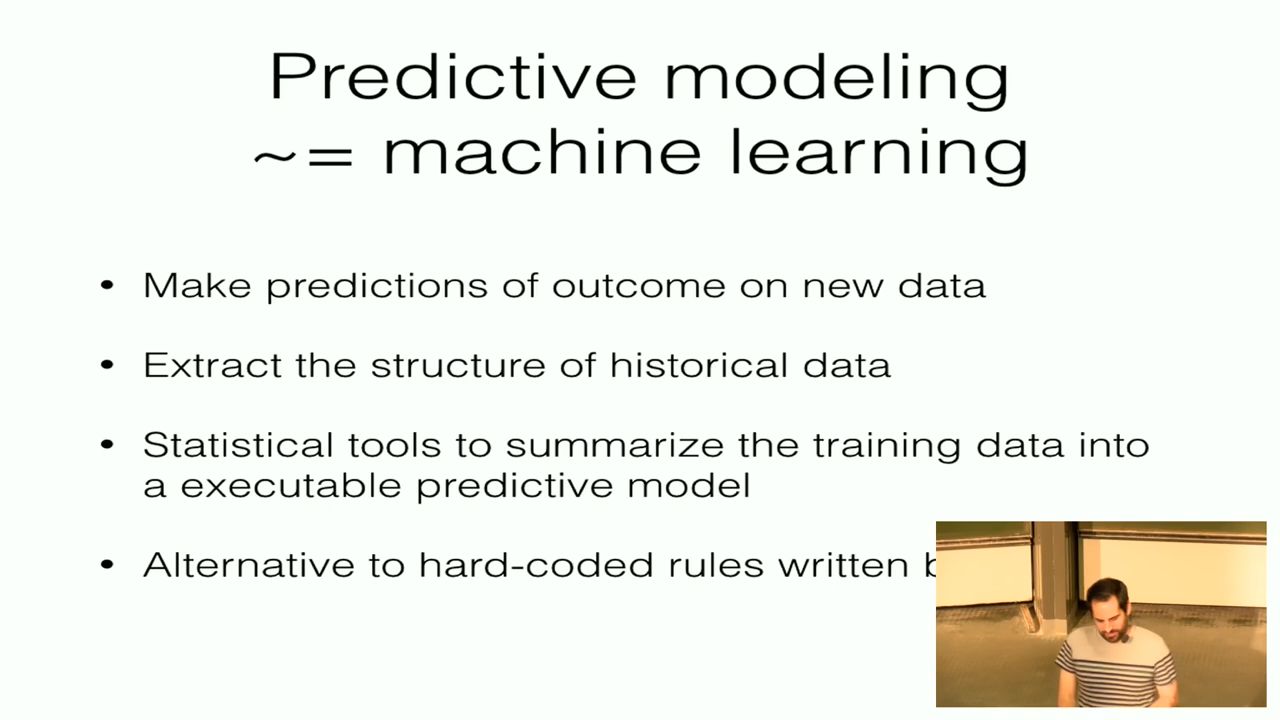 Predictive modeling
~= machine learning
• Make predictions of outcome on new data
• Extract the structure of historical data
• Statistical tools to summarize the training data into
a executable predictive model
• Alternative to hard-coded rules written